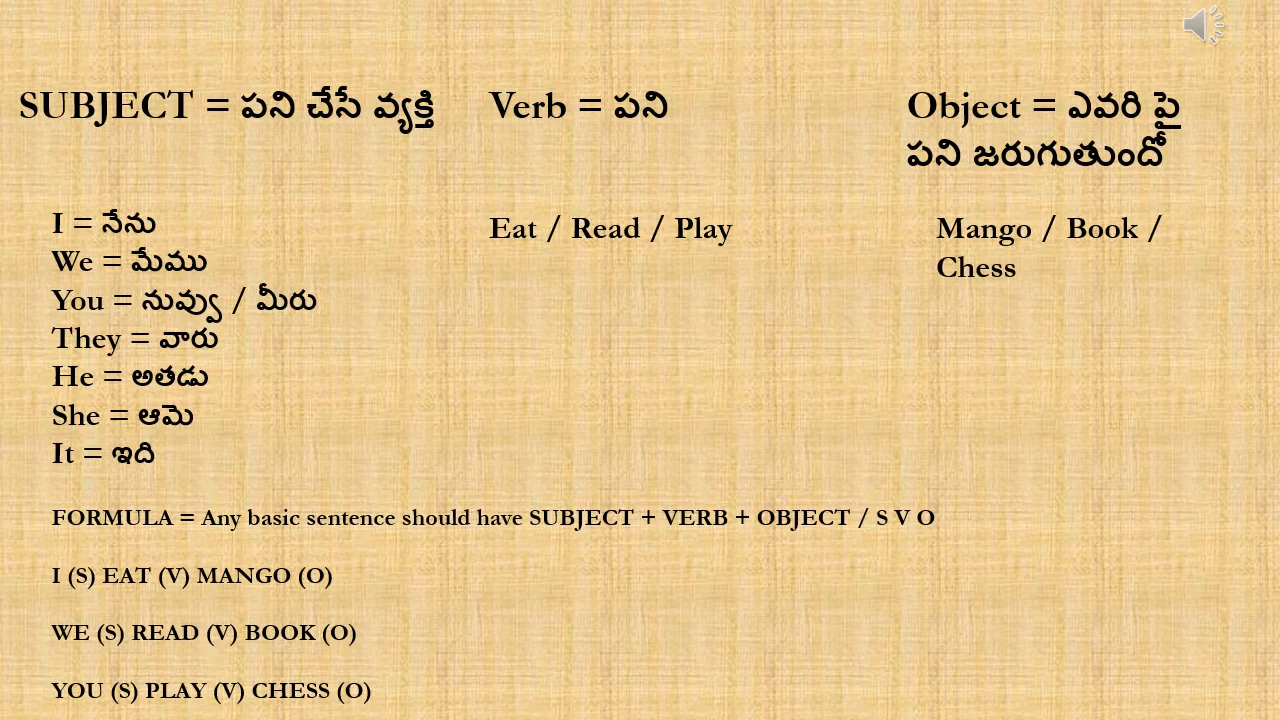 SUBJECT = పని చేసే వ్యక్తి
Verb = పని
Object = ఎవరి పై
పని జరుగుతుందో
I = నేను
We = మేము
You = నువ్వు / మీరు
They = వారు
He = అతడు
She = ఆమె
It = ఇది
Eat / Read / Play
Mango / Book /
Chess
FORMULA = Any basic sentence should have SUBJECT + VERB + OBJECT / S V O
I (S) EAT (V) MANGO (O)
WE (S) READ (V) BOOK (O)
YOU (S) PLAY (V) CHESS (O)